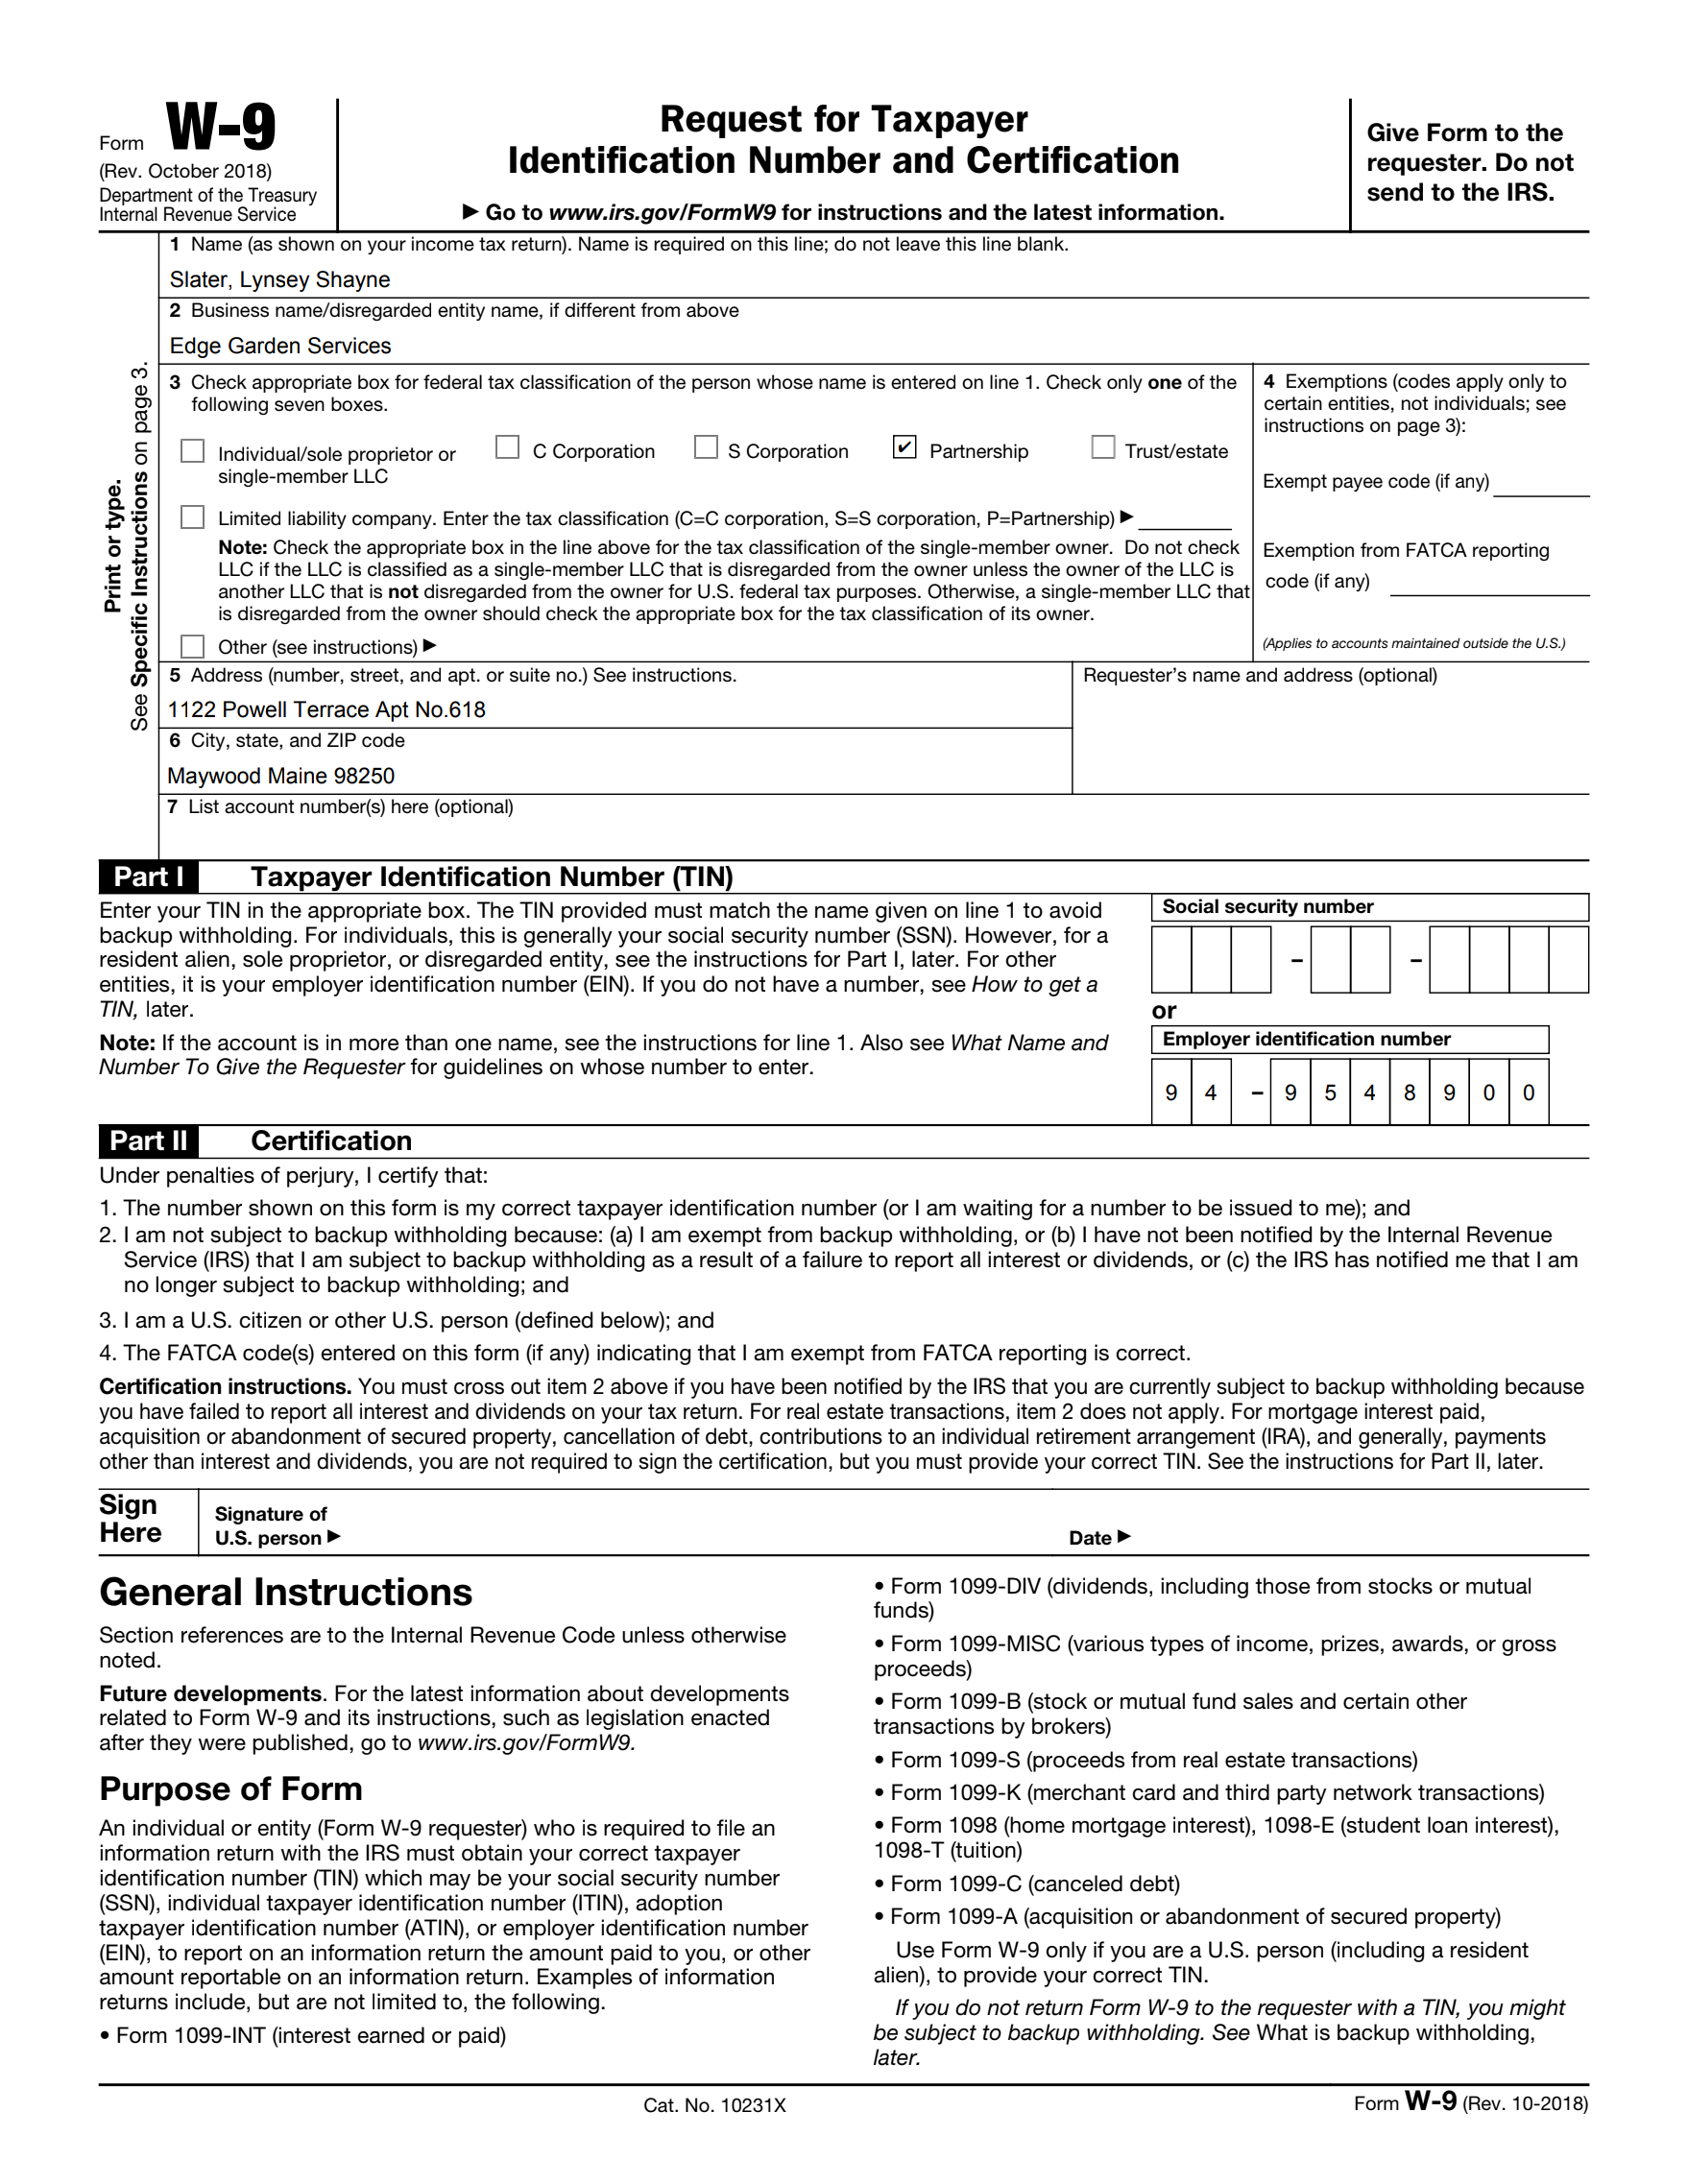 Form W-9
(Rev. October 2018)
Department of the Treasury
Internal Revenue Service
Request for Taxpayer
Identification Number and Certification
▶ Go to www.irs.gov/FormW9 for instructions and the latest information.
Give Form to the
requester. Do not
send to the IRS.
Print or type.
See Specific Instructions on page 3.
1 Name (as shown on your income tax return). Name is required on this line; do not leave this line blank.
Slater, Lynsey Shayne
2 Business name/disregarded entity name, if different from above
Edge Garden Services
3 Check appropriate box for federal tax classification of the person whose name is entered on line 1. Check only one of the
following seven boxes.
Individual/sole proprietor or
single-member LLC
C Corporation
S Corporation
✔ Partnership
Trust/estate
Limited liability company. Enter the tax classification (C=C corporation, S=S corporation, P=Partnership) ▶
Note: Check the appropriate box in the line above for the tax classification of the single-member owner. Do not check
LLC if the LLC is classified as a single-member LLC that is disregarded from the owner unless the owner of the LLC is
another LLC that is not disregarded from the owner for U.S. federal tax purposes. Otherwise, a single-member LLC that
is disregarded from the owner should check the appropriate box for the tax classification of its owner.
Other (see instructions) ▶
4 Exemptions (codes apply only to
certain entities, not individuals; see
instructions on page 3):
Exempt payee code (if any)
Exemption from FATCA reporting
code (if any)
(Applies to accounts maintained outside the U.S.)
5 Address (number, street, and apt. or suite no.) See instructions.
1122 Powell Terrace Apt No.618
Requester's name and address (optional)
6 City, state, and ZIP code
Maywood Maine 98250
7 List account number(s) here (optional)
Part I Taxpayer Identification Number (TIN)
Enter your TIN in the appropriate box. The TIN provided must match the name given on line 1 to avoid
backup withholding. For individuals, this is generally your social security number (SSN). However, for a
resident alien, sole proprietor, or disregarded entity, see the instructions for Part I, later. For other
entities, it is your employer identification number (EIN). If you do not have a number, see How to get a
TIN, later.
Note: If the account is in more than one name, see the instructions for line 1. Also see What Name and
Number To Give the Requester for guidelines on whose number to enter.
Social security number
– –
or
Employer identification number
9 4 – 9 5 4 8 9 0 0
Part II Certification
Under penalties of perjury, I certify that:
1. The number shown on this form is my correct taxpayer identification number (or I am waiting for a number to be issued to me); and
2. I am not subject to backup withholding because: (a) I am exempt from backup withholding, or (b) I have not been notified by the Internal Revenue
Service (IRS) that I am subject to backup withholding as a result of a failure to report all interest or dividends, or (c) the IRS has notified me that I am
no longer subject to backup withholding; and
3. I am a U.S. citizen or other U.S. person (defined below); and
4. The FATCA code(s) entered on this form (if any) indicating that I am exempt from FATCA reporting is correct.
Certification instructions. You must cross out item 2 above if you have been notified by the IRS that you are currently subject to backup withholding because
you have failed to report all interest and dividends on your tax return. For real estate transactions, item 2 does not apply. For mortgage interest paid,
acquisition or abandonment of secured property, cancellation of debt, contributions to an individual retirement arrangement (IRA), and generally, payments
other than interest and dividends, you are not required to sign the certification, but you must provide your correct TIN. See the instructions for Part II, later.
Sign
Here
Signature of
U.S. person ▶
Date ▶
General Instructions
Section references are to the Internal Revenue Code unless otherwise
noted.
Future developments. For the latest information about developments
related to Form W-9 and its instructions, such as legislation enacted
after they were published, go to www.irs.gov/FormW9.
Purpose of Form
An individual or entity (Form W-9 requester) who is required to file an
information return with the IRS must obtain your correct taxpayer
identification number (TIN) which may be your social security number
(SSN), individual taxpayer identification number (ITIN), adoption
taxpayer identification number (ATIN), or employer identification number
(EIN), to report on an information return the amount paid to you, or other
amount reportable on an information return. Examples of information
returns include, but are not limited to, the following.
• Form 1099-INT (interest earned or paid)
• Form 1099-DIV (dividends, including those from stocks or mutual
funds)
• Form 1099-MISC (various types of income, prizes, awards, or gross
proceeds)
• Form 1099-B (stock or mutual fund sales and certain other
transactions by brokers)
• Form 1099-S (proceeds from real estate transactions)
• Form 1099-K (merchant card and third party network transactions)
• Form 1098 (home mortgage interest), 1098-E (student loan interest),
1098-T (tuition)
• Form 1099-C (canceled debt)
• Form 1099-A (acquisition or abandonment of secured property)
Use Form W-9 only if you are a U.S. person (including a resident
alien), to provide your correct TIN.
If you do not return Form W-9 to the requester with a TIN, you might
be subject to backup withholding. See What is backup withholding,
later.
Cat. No. 10231X
Form W-9 (Rev. 10-2018)